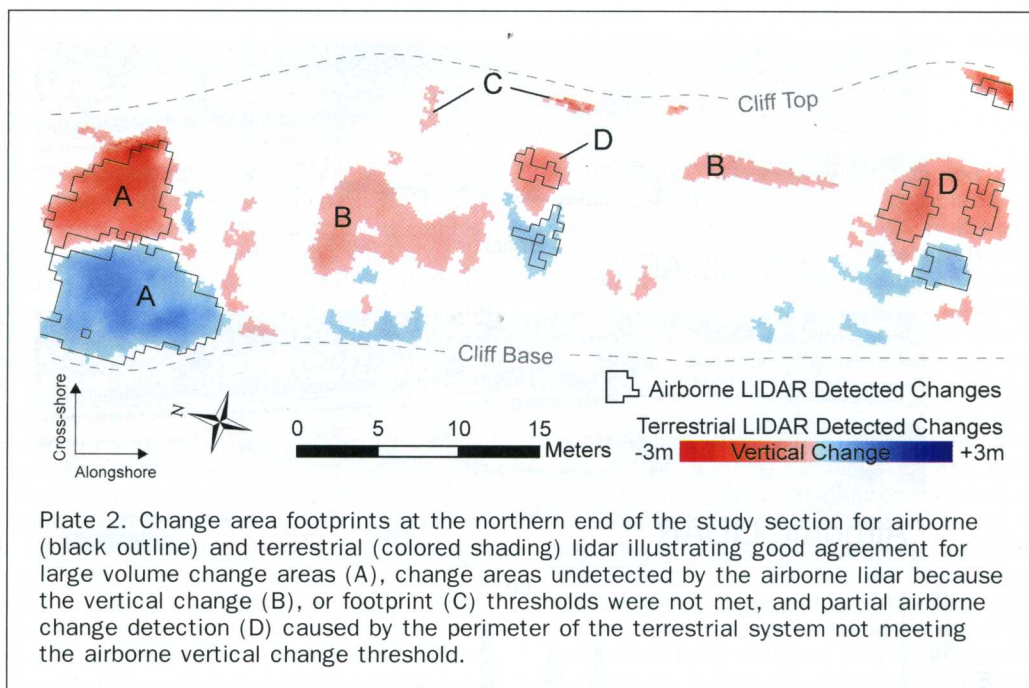 C
Cliff Top
D
A
B
B
D
A
Cliff Base
Cross-shore
Alongshore
N
0 5 10 15 Meters
Airborne LIDAR Detected Changes
Terrestrial LIDAR Detected Changes
-3m Vertical Change +3m
Plate 2. Change area footprints at the northern end of the study section for airborne
(black outline) and terrestrial (colored shading) lidar illustrating good agreement for
large volume change areas (A), change areas undetected by the airborne lidar because
the vertical change (B), or footprint (C) thresholds were not met, and partial airborne
change detection (D) caused by the perimeter of the terrestrial system not meeting
the airborne vertical change threshold.